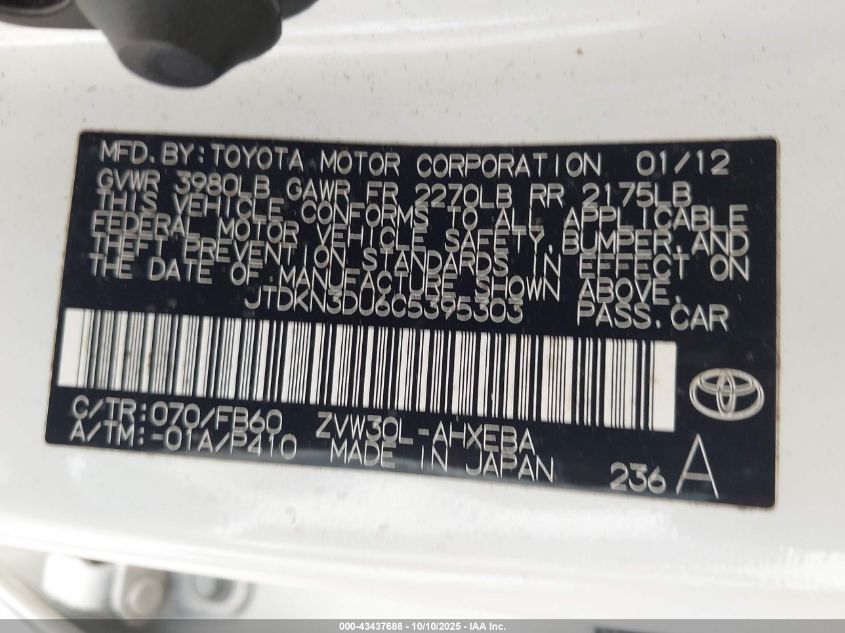 MFD. BY: TOYOTA MOTOR CORPORATION 01/12
GVWR 3980LB GAWR FR 2270LB RR 2175LB
THIS VEHICLE CONFORMS TO ALL APPLICABLE
FEDERAL MOTOR VEHICLE SAFETY, BUMPER, AND
THEFT PREVENTION STANDARDS IN EFFECT ON
THE DATE OF MANUFACTURE SHOWN ABOVE.
JTDKN3DU6C5395303 PASS. CAR
C/TR: 070/FB60 ZVW30L-AHXEBA
A/TM: -01A/P410 MADE IN JAPAN
236 A
000-43437688 - 10/10/2025 - IAA Inc.